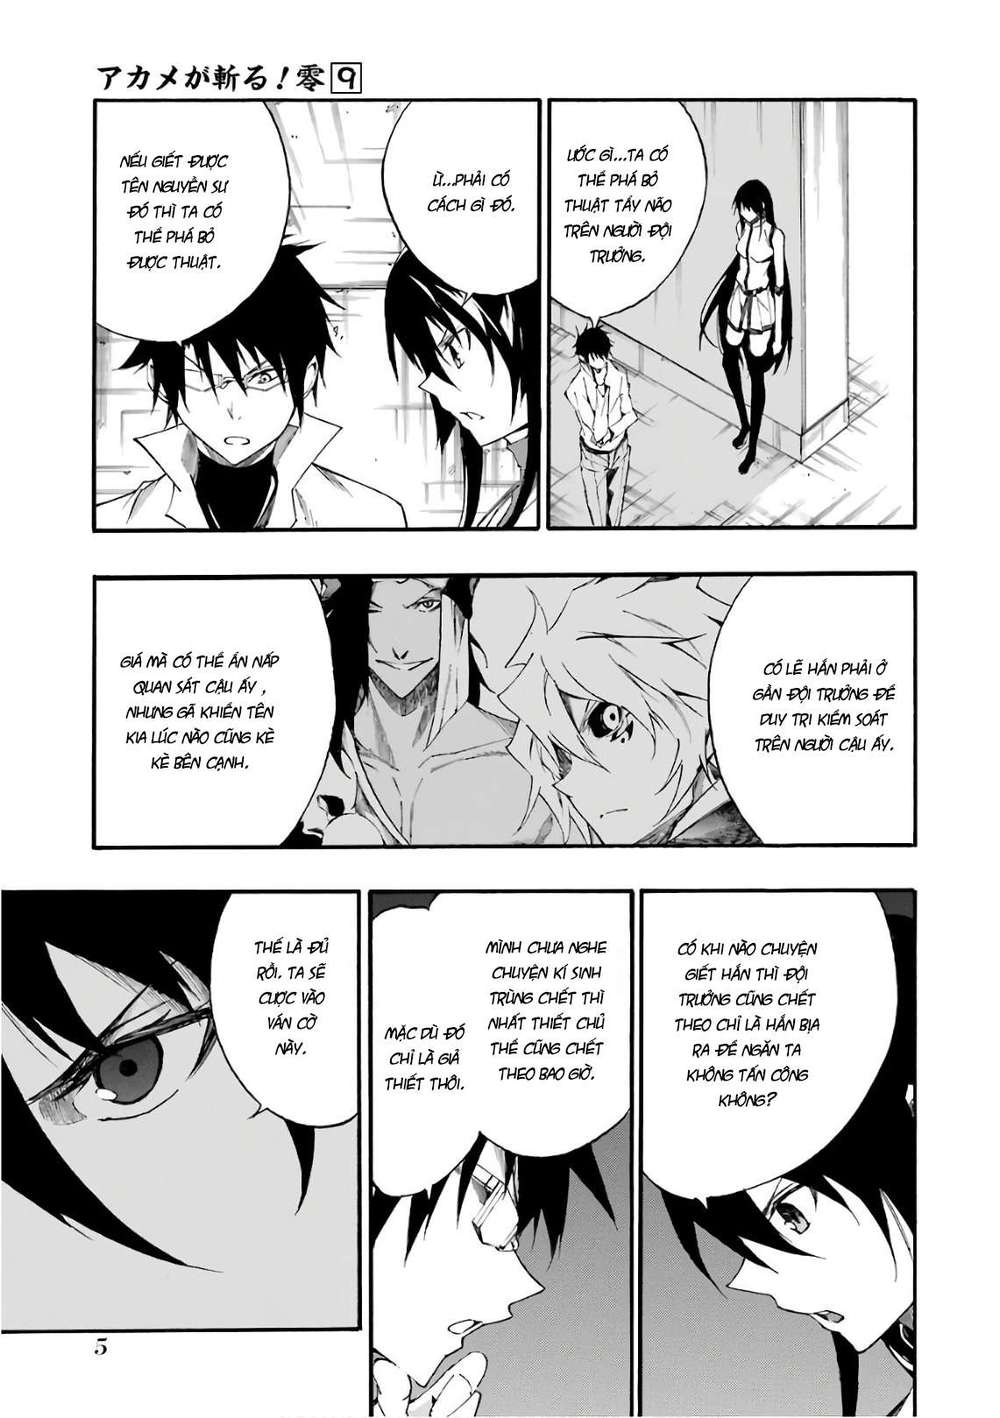 アカメが斬る！零9
ƯỚC GÌ...TA CÓ
THỂ PHÁ BỎ
THUẬT TẨY NÃO
TRÊN NGƯỜI ĐỘI
TRƯỞNG.
Ừ...PHẢI CÓ
CÁCH GÌ ĐÓ.
NẾU GIẾT ĐƯỢC
TÊN NGUYỀN SƯ
ĐÓ THÌ TA CÓ
THỂ PHÁ BỎ
ĐƯỢC THUẬT.
CÓ LẼ HẮN PHẢI Ở
GẦN ĐỘI TRƯỞNG ĐỂ
DUY TRI KIỂM SOÁT
TRÊN NGƯỜI CẬU ẤY.
GIÁ MÀ CÓ THỂ ẨN NẤP
QUAN SÁT CẬU ẤY ,
NHƯNG GÃ KHIỂN TÊN
KIA LÚC NÀO CŨNG KÈ
KÈ BÊN CẠNH.
CÓ KHI NÀO CHUYỆN
GIẾT HẮN THÌ ĐỘI
TRƯỞNG CŨNG CHẾT
THEO CHỈ LÀ HẮN BỊA
RA ĐỂ NGĂN TA
KHÔNG TẤN CÔNG
KHÔNG?
MÌNH CHƯA NGHE
CHUYỆN KÍ SINH
TRÙNG CHẾT THÌ
NHẤT THIẾT CHỦ
THỂ CŨNG CHẾT
THEO BAO GIỜ.
MẶC DÙ ĐÓ
CHỈ LÀ GIẢ
THIẾT THÔI.
THẾ LÀ ĐỦ
RỒI. TA SẼ
CƯỢC VÀO
VÁN CỜ
NÀY.
5